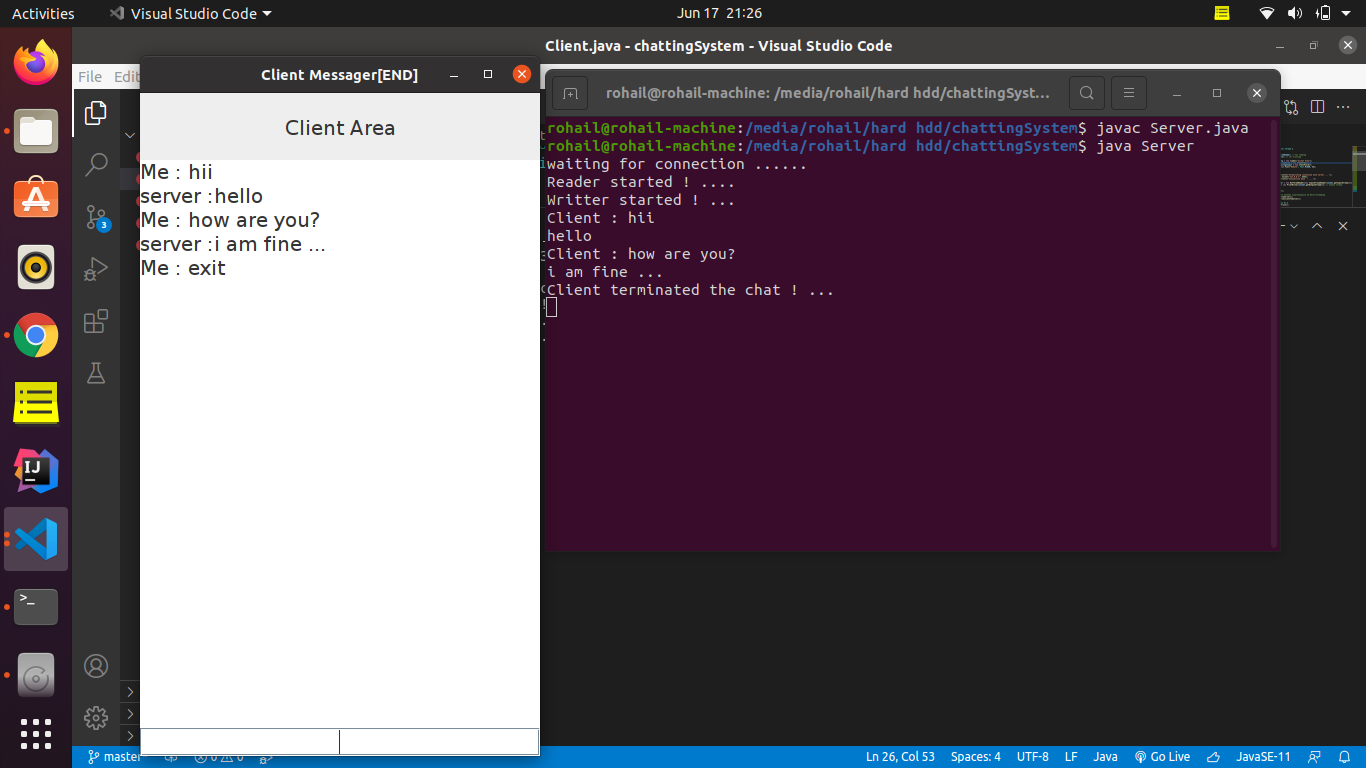 Activities
Visual Studio Code
Jun 17 21:26
Client.java - chattingSystem - Visual Studio Code
File Edit
Client Messager[END]
Client Area
Me : hii
server :hello
Me : how are you?
server :i am fine ...
Me : exit
rohail@rohail-machine: /media/rohail/hard hdd/chattingSyst...
rohail@rohail-machine:/media/rohail/hard hdd/chattingSystem$ javac Server.java
rohail@rohail-machine:/media/rohail/hard hdd/chattingSystem$ java Server
waiting for connection ......
Reader started ! ....
Writter started ! ...
Client : hii
hello
Client : how are you?
i am fine ...
Client terminated the chat ! ...
3
IJ
>_
master
0 0
Ln 26, Col 53
Spaces: 4
UTF-8
LF
Java
Go Live
JavaSE-11